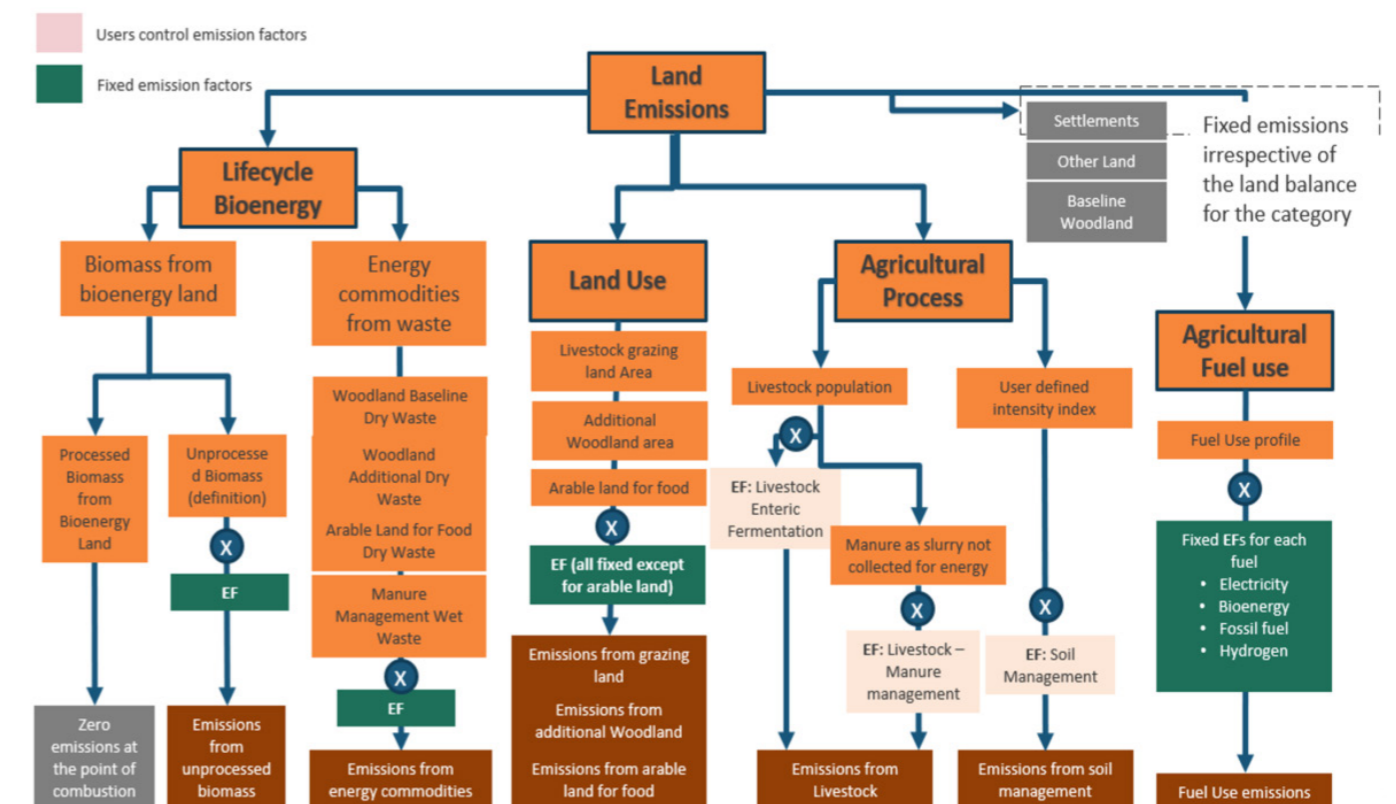 Users control emission factors
Fixed emission factors
Land
Emissions
Settlements
Other Land
Baseline
Woodland
Fixed emissions
irrespective of
the land balance
for the category
Lifecycle
Bioenergy
Biomass from
bioenergy land
Processed
Biomass
from
Bioenergy
Land
Zero
emissions at
the point of
combustion
Unprocesse
d Biomass
(definition)
X
EF
Emissions
from
unprocessed
biomass
Energy
commodities
from waste
Woodland Baseline
Dry Waste
Woodland
Additional Dry
Waste
Arable Land for Food
Dry Waste
Manure
Management Wet
Waste
X
EF
Emissions from
energy commodities
Land Use
Livestock grazing
land Area
Additional
Woodland area
Arable land for food
X
EF (all fixed except
for arable land)
Emissions from grazing
land
Emissions from
additional Woodland
Emissions from arable
land for food
Agricultural
Process
Livestock population
X
EF: Livestock
Enteric
Fermentation
Manure as slurry not
collected for energy
X
EF: Livestock –
Manure
management
Emissions from
Livestock
User defined
intensity index
X
EF: Soil
Management
Emissions from soil
management
Agricultural
Fuel use
Fuel Use profile
X
Fixed EFs for each
fuel
• Electricity
• Bioenergy
• Fossil fuel
• Hydrogen
Fuel Use emissions